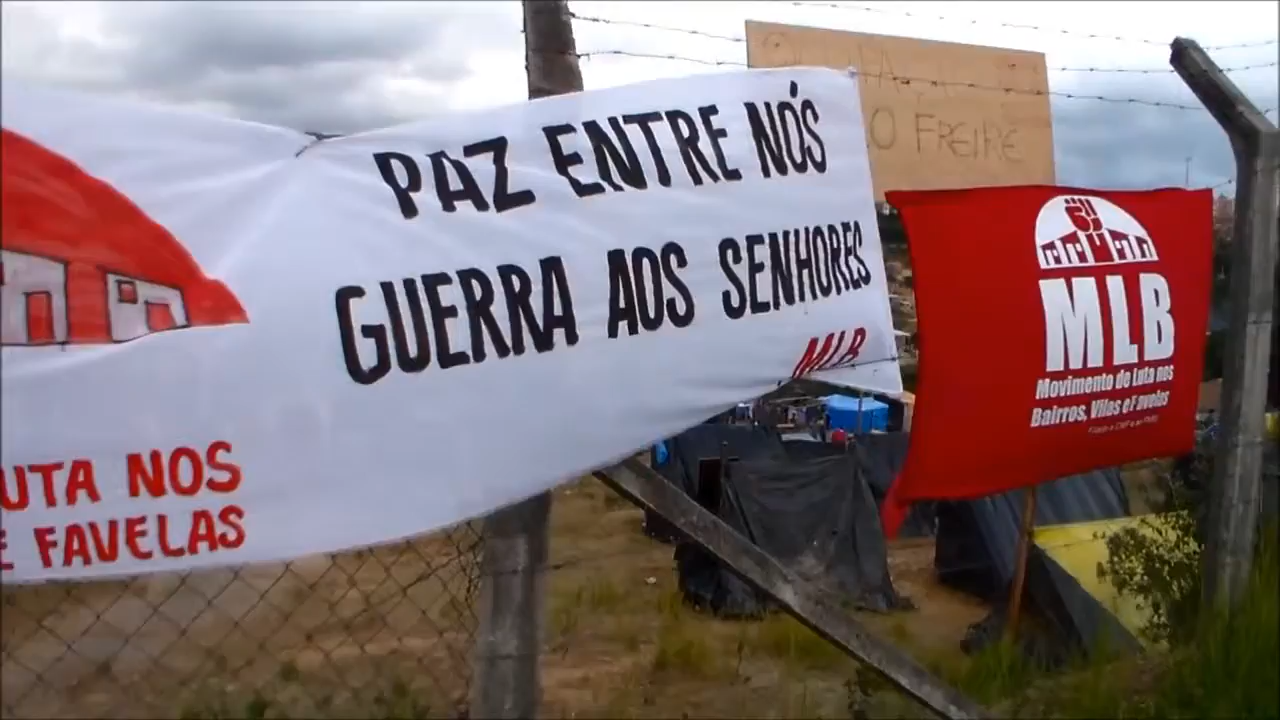 PAZ ENTRE NÓS
GUERRA AOS SENHORES
MLB
UTA NOS
E FAVELAS
O FREIRE
MLB
Movimento de Luta nos
Bairros, Vilas e Favelas